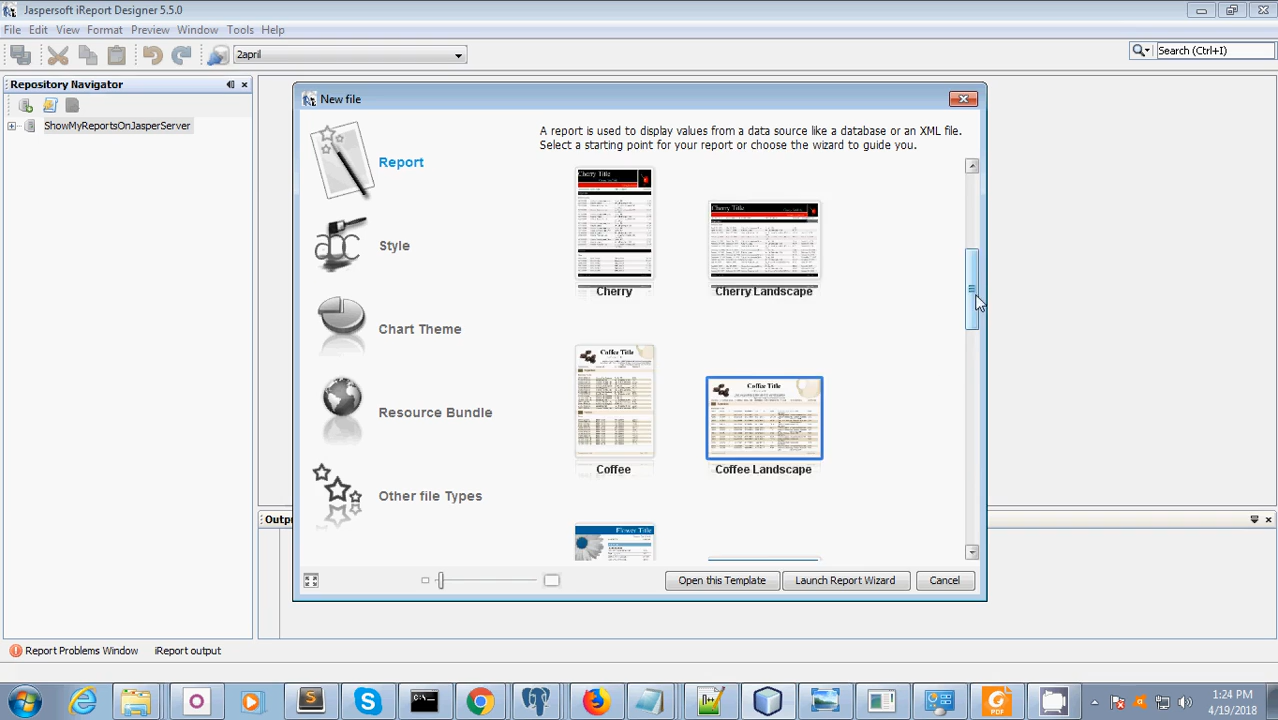 Jaspersoft iReport Designer 5.5.0
File Edit View Format Preview Window Tools Help
2april
Search (Ctrl+I)
Repository Navigator
ShowMyReportsOnJasperServer
New file
A report is used to display values from a data source like a database or an XML file.
Select a starting point for your report or choose the wizard to guide you.
Report
Style
Chart Theme
Resource Bundle
Other file Types
Cherry Title
Cherry Title
Cherry
Cherry Landscape
Coffee Title
Coffee Title
Coffee
Coffee Landscape
Flower Title
Open this Template
Launch Report Wizard
Cancel
Outpu
Report Problems Window
iReport output
1:24 PM
4/19/2018